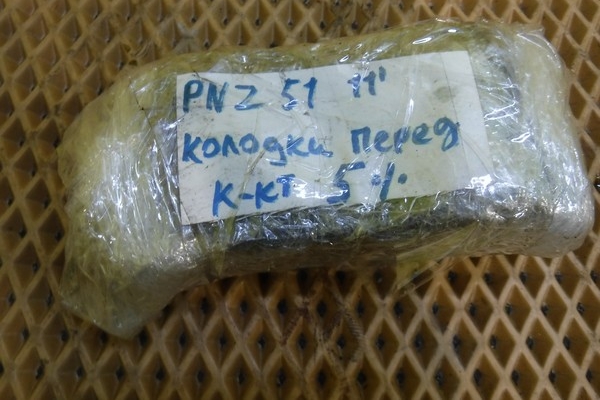 PNZ 51 11'
колодки перед
к-кт 5%